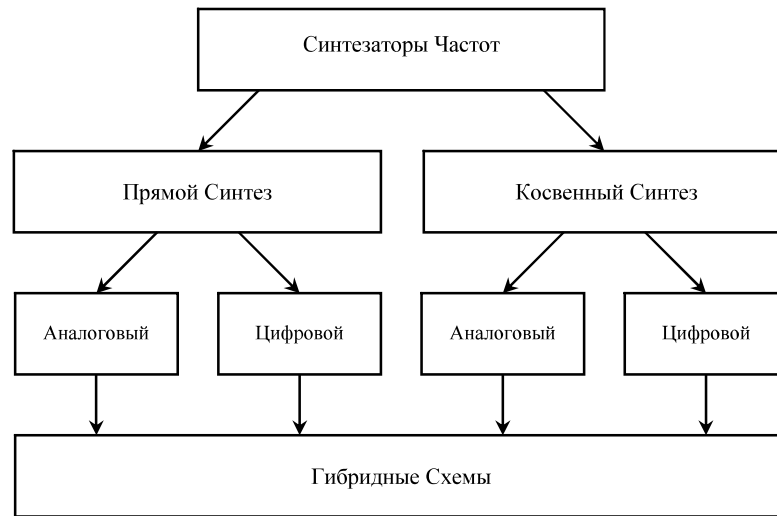 Синтезаторы Частот
Прямой Синтез
Косвенный Синтез
Аналоговый
Цифровой
Аналоговый
Цифровой
Гибридные Схемы